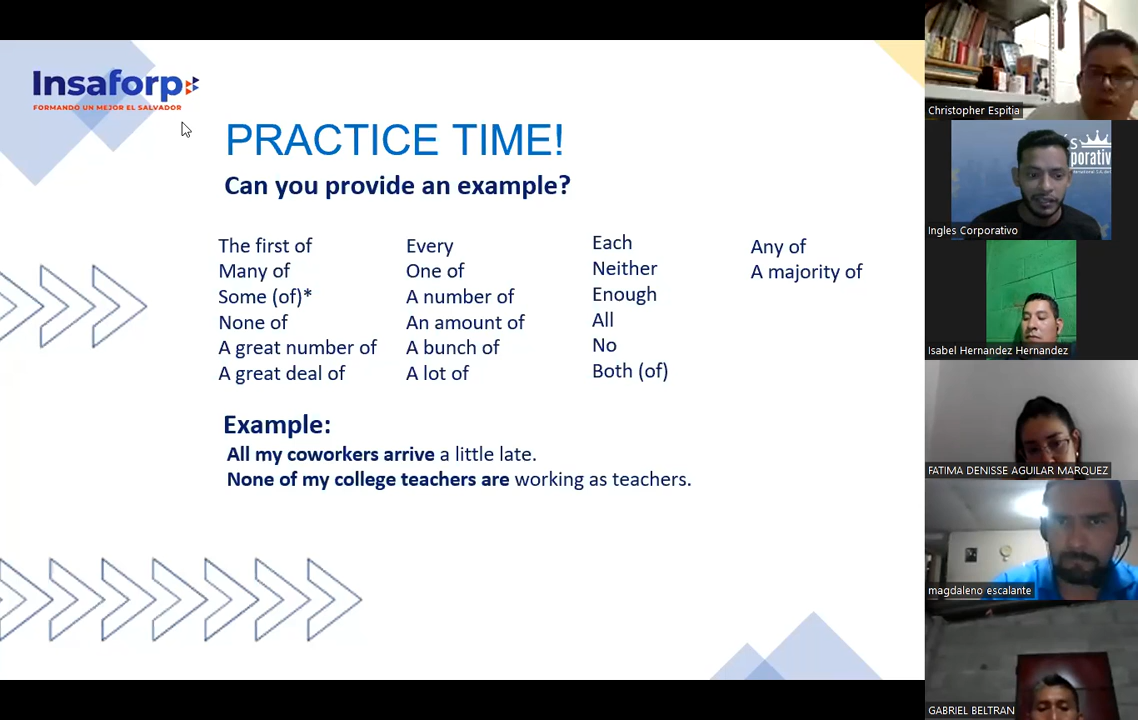 Insaforp
FORMANDO UN MEJOR EL SALVADOR
PRACTICE TIME!
Can you provide an example?
The first of
Many of
Some (of)*
None of
A great number of
A great deal of
Every
One of
A number of
An amount of
A bunch of
A lot of
Each
Neither
Enough
All
No
Both (of)
Any of
A majority of
Example:
All my coworkers arrive a little late.
None of my college teachers are working as teachers.
Christopher Espitia
Ingles Corporativo
Isabel Hernandez Hernandez
FATIMA DENISSE AGUILAR MARQUEZ
magdaleno escalante
GABRIEL BELTRAN